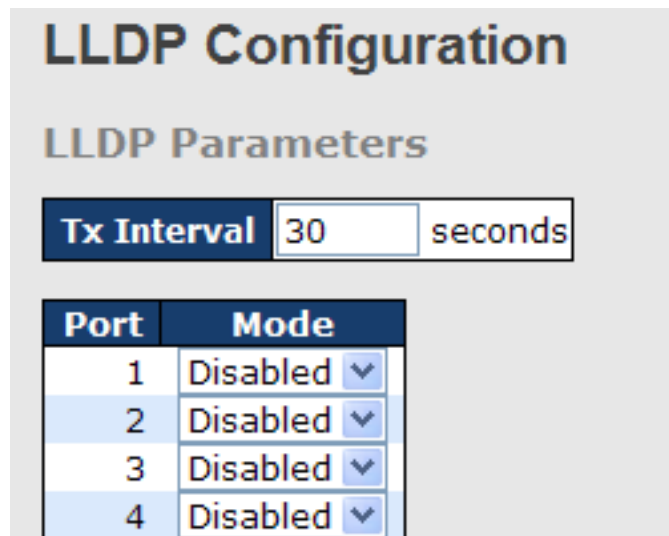 LLDP Configuration
LLDP Parameters
Tx Interval 30 seconds
Port Mode
1 Disabled
2 Disabled
3 Disabled
4 Disabled